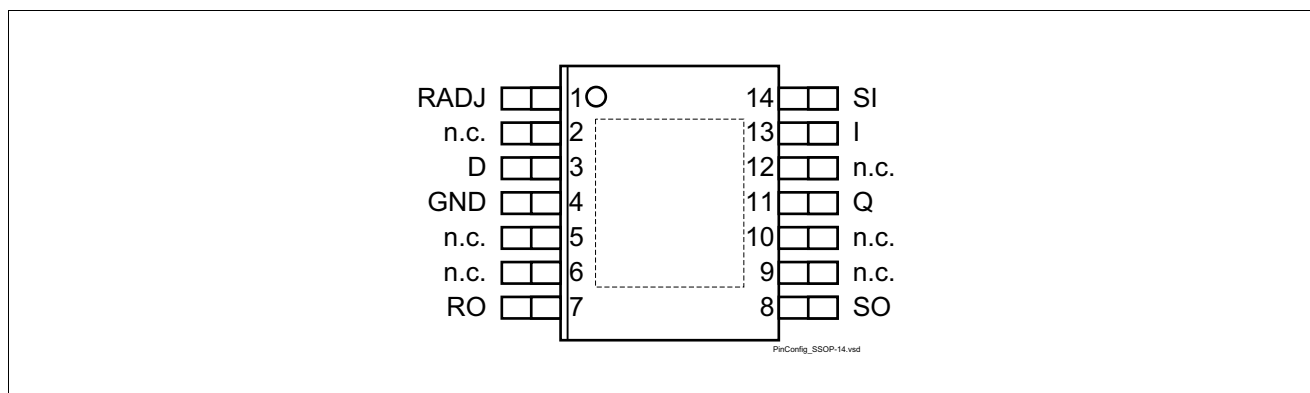 RADJ 1 14 SI
n.c. 2 13 I
D 3 12 n.c.
GND 4 11 Q
n.c. 5 10 n.c.
n.c. 6 9 n.c.
RO 7 8 SO
PinConfig_SSOP-14.vsd